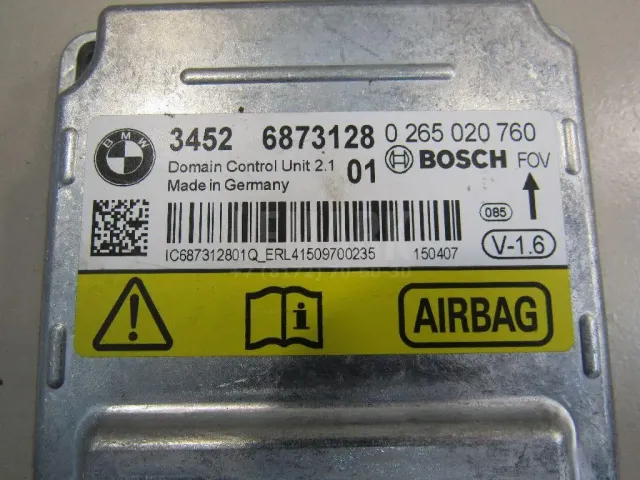 BMW
3452 6873128 0 265 020 760
Domain Control Unit 2.1 01 BOSCH FOV
Made in Germany
085
IC687312801Q_ERL41509700235 150407
V-1.6
i
AIRBAG